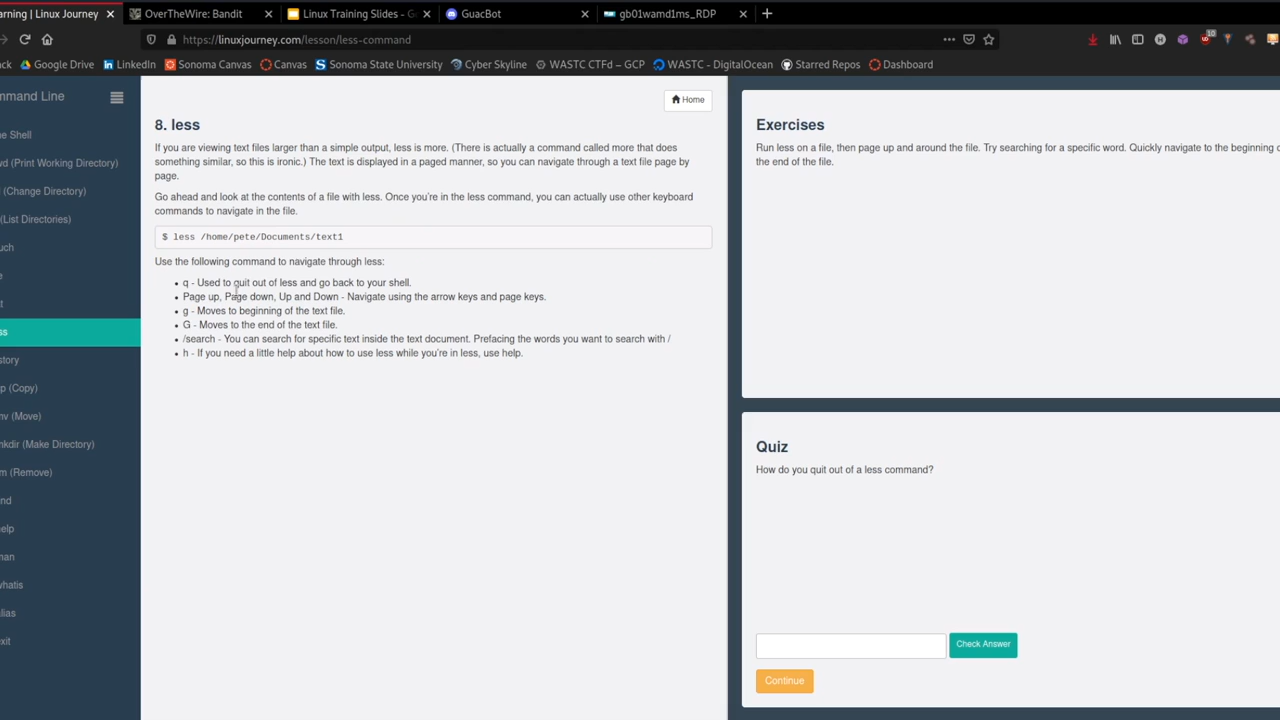 arning | Linux Journey
OverTheWire: Bandit
Linux Training Slides - G
GuacBot
gb01wamd1ms_RDP
https://linuxjourney.com/lesson/less-command
10
ck
Google Drive
LinkedIn
Sonoma Canvas
Canvas
Sonoma State University
Cyber Skyline
WASTC CTFd – GCP
WASTC - DigitalOcean
Starred Repos
Dashboard
mmand Line
e Shell
wd (Print Working Directory)
(Change Directory)
(List Directories)
uch
e
t
ss
story
p (Copy)
mv (Move)
nkdir (Make Directory)
m (Remove)
nd
elp
man
whatis
lias
xit
Home
8. less
If you are viewing text files larger than a simple output, less is more. (There is actually a command called more that does
something similar, so this is ironic.) The text is displayed in a paged manner, so you can navigate through a text file page by
page.
Go ahead and look at the contents of a file with less. Once you're in the less command, you can actually use other keyboard
commands to navigate in the file.
$ less /home/pete/Documents/text1
Use the following command to navigate through less:
• q - Used to quit out of less and go back to your shell.
• Page up, Page down, Up and Down - Navigate using the arrow keys and page keys.
• g - Moves to beginning of the text file.
• G - Moves to the end of the text file.
• /search - You can search for specific text inside the text document. Prefacing the words you want to search with /
• h - If you need a little help about how to use less while you're in less, use help.
Exercises
Run less on a file, then page up and around the file. Try searching for a specific word. Quickly navigate to the beginning o
the end of the file.
Quiz
How do you quit out of a less command?
Check Answer
Continue